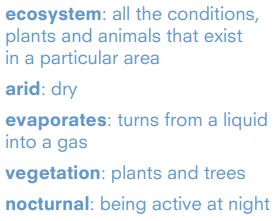 ecosystem: all the conditions,
plants and animals that exist
in a particular area
arid: dry
evaporates: turns from a liquid
into a gas
vegetation: plants and trees
nocturnal: being active at night